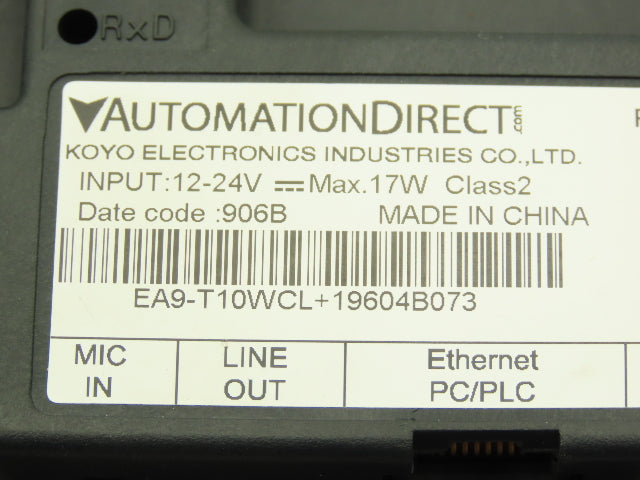 RxD
AUTOMATIONDIRECT.com
KOYO ELECTRONICS INDUSTRIES CO.,LTD.
INPUT:12-24V ⎓ Max.17W Class2
Date code :906B MADE IN CHINA
EA9-T10WCL+19604B073
MIC IN
LINE OUT
Ethernet PC/PLC